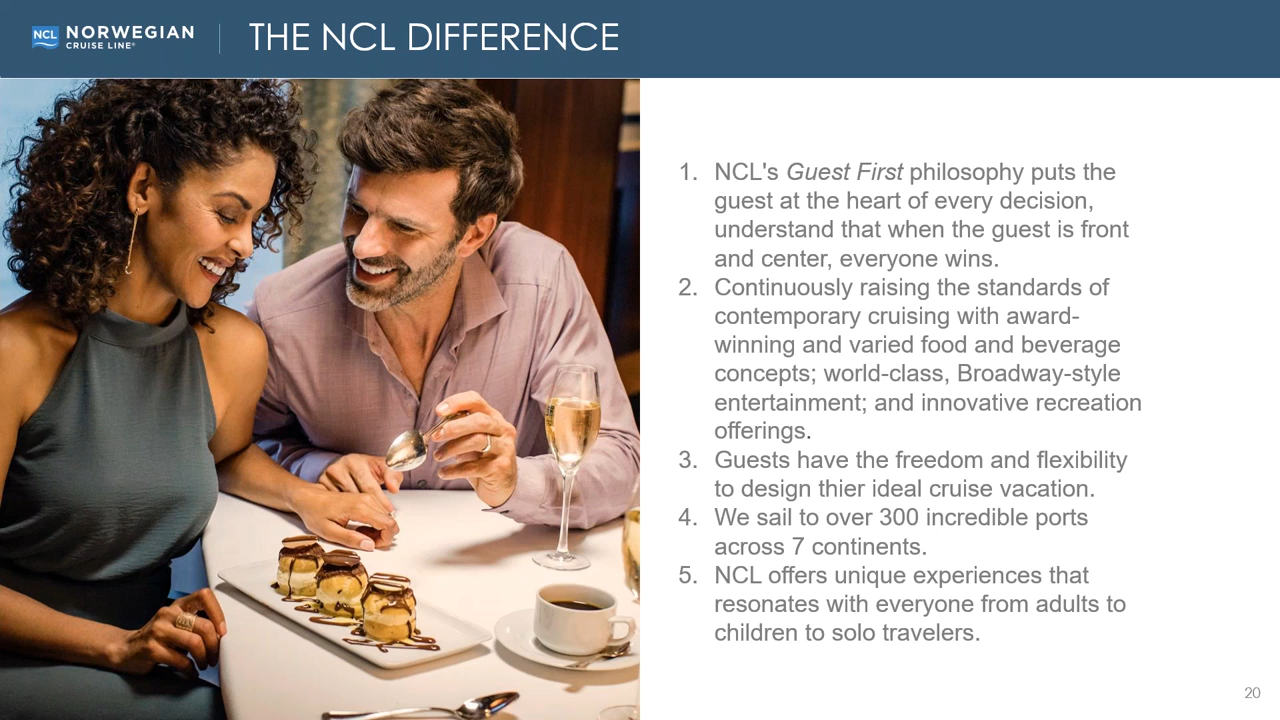 NCL NORWEGIAN
CRUISE LINE®
THE NCL DIFFERENCE
1. NCL's Guest First philosophy puts the
guest at the heart of every decision,
understand that when the guest is front
and center, everyone wins.
2. Continuously raising the standards of
contemporary cruising with award-
winning and varied food and beverage
concepts; world-class, Broadway-style
entertainment; and innovative recreation
offerings.
3. Guests have the freedom and flexibility
to design thier ideal cruise vacation.
4. We sail to over 300 incredible ports
across 7 continents.
5. NCL offers unique experiences that
resonates with everyone from adults to
children to solo travelers.
20